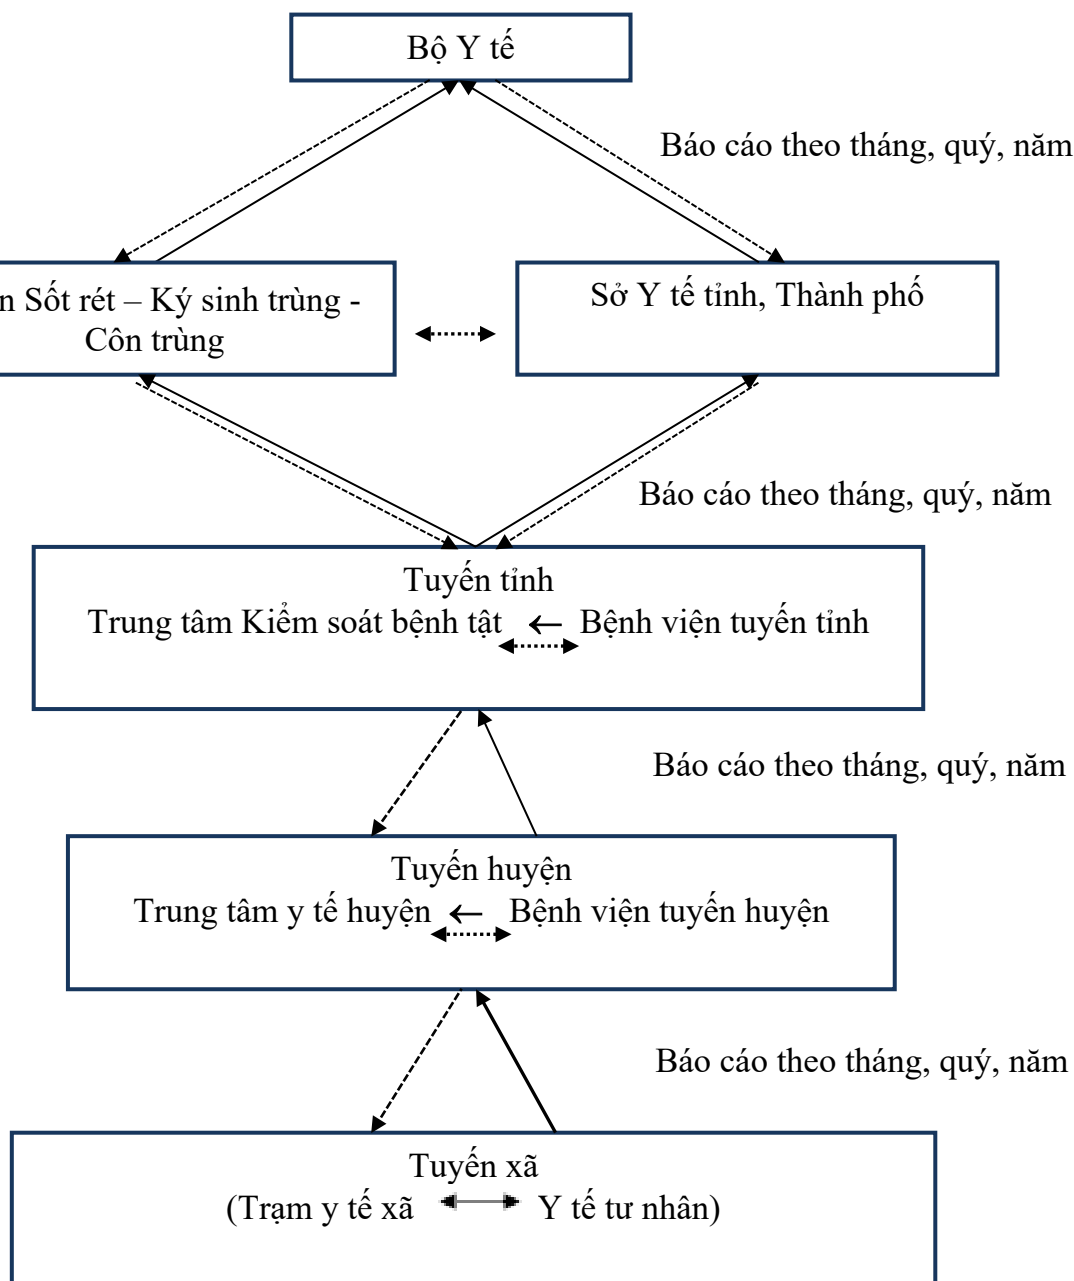 Bộ Y tế
Báo cáo theo tháng, quý, năm
n Sốt rét – Ký sinh trùng -
Côn trùng
Sở Y tế tỉnh, Thành phố
Báo cáo theo tháng, quý, năm
Tuyến tỉnh
Trung tâm Kiểm soát bệnh tật ← Bệnh viện tuyến tỉnh
Báo cáo theo tháng, quý, năm
Tuyến huyện
Trung tâm y tế huyện ← Bệnh viện tuyến huyện
Báo cáo theo tháng, quý, năm
Tuyến xã
(Trạm y tế xã ↔ Y tế tư nhân)